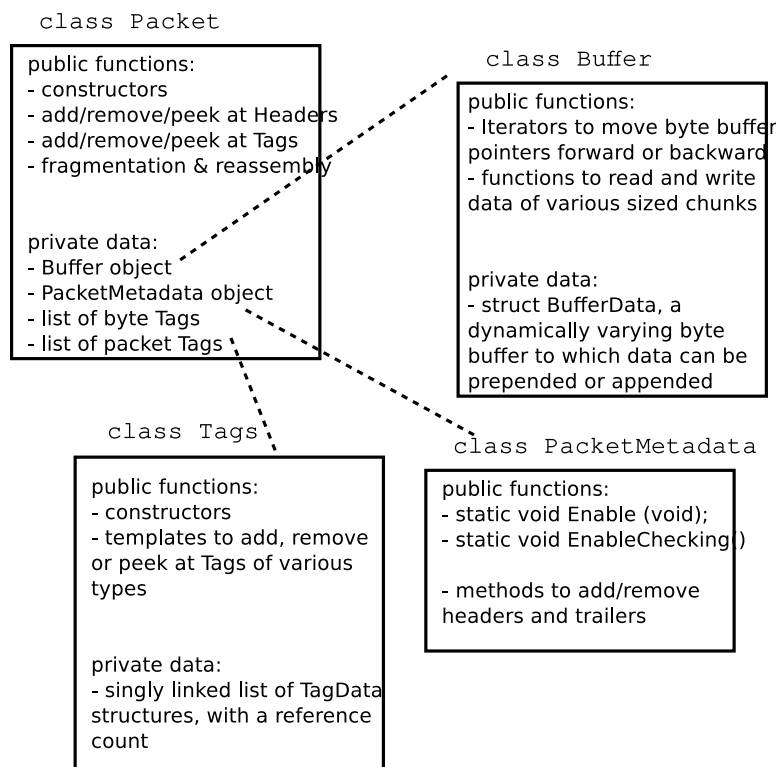 class Packet
public functions:
- constructors
- add/remove/peek at Headers
- add/remove/peek at Tags
- fragmentation & reassembly
private data:
- Buffer object
- PacketMetadata object
- list of byte Tags
- list of packet Tags
class Buffer
public functions:
- Iterators to move byte buffer
pointers forward or backward
- functions to read and write
data of various sized chunks
private data:
- struct BufferData, a
dynamically varying byte
buffer to which data can be
prepended or appended
class Tags
public functions:
- constructors
- templates to add, remove
or peek at Tags of various
types
private data:
- singly linked list of TagData
structures, with a reference
count
class PacketMetadata
public functions:
- static void Enable (void);
- static void EnableChecking()
- methods to add/remove
headers and trailers